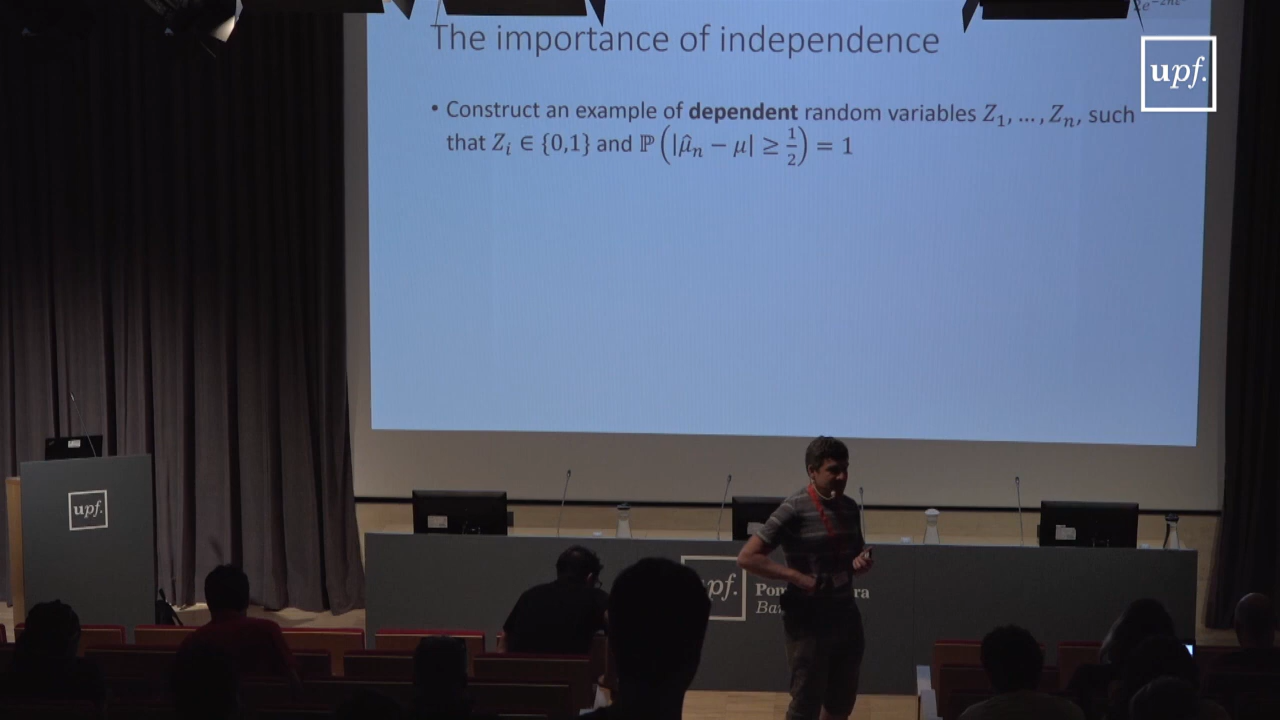 The importance of independence
upf.
• Construct an example of dependent random variables Z₁, … , Zₙ, such
that Zᵢ ∈ {0,1} and ℙ(|μ̂ₙ − μ| ≥ 1/2) = 1
upf.
upf.